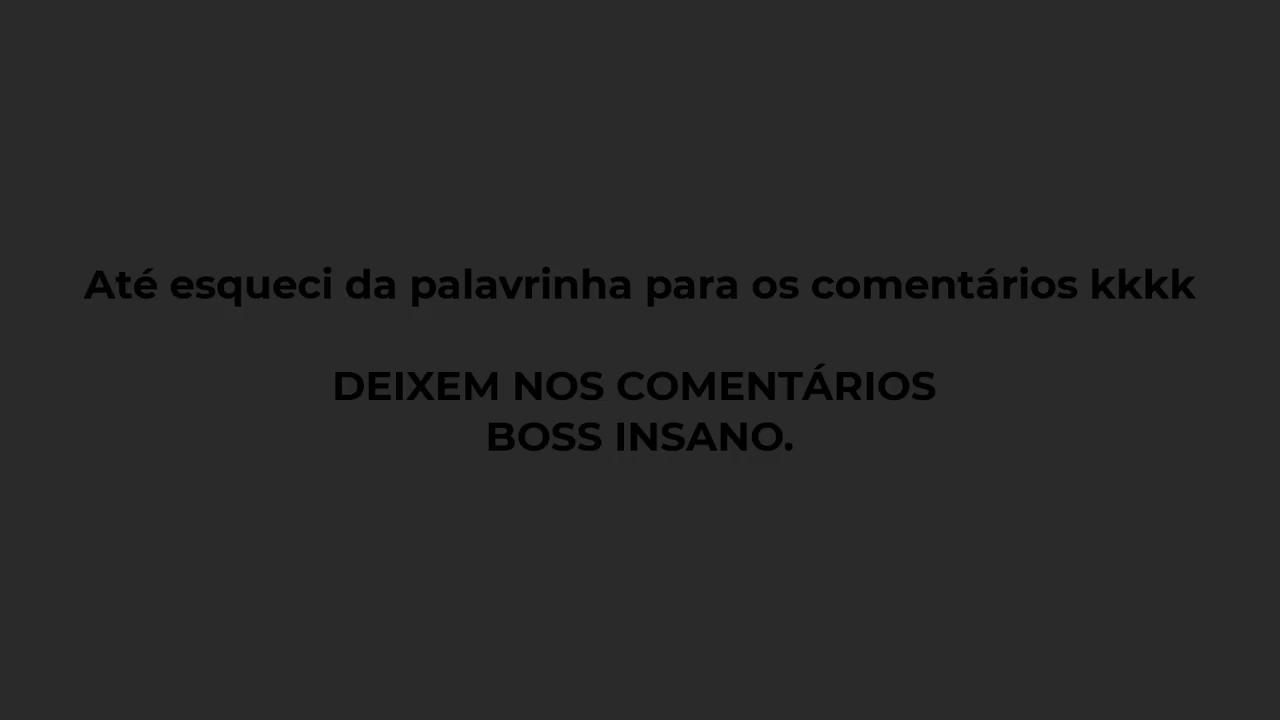 Até esqueci da palavrinha para os comentários kkkk
DEIXEM NOS COMENTÁRIOS
BOSS INSANO.